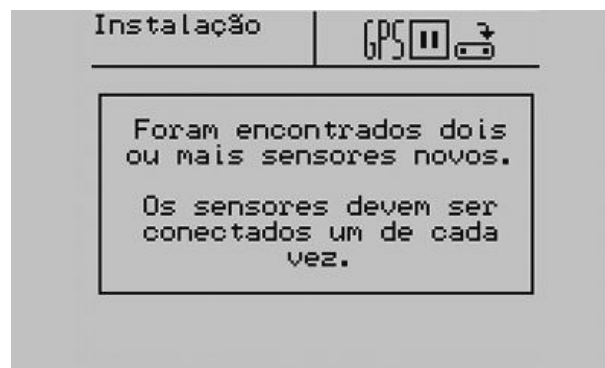 Instalação
GPS
Foram encontrados dois
ou mais sensores novos.
Os sensores devem ser
conectados um de cada
vez.